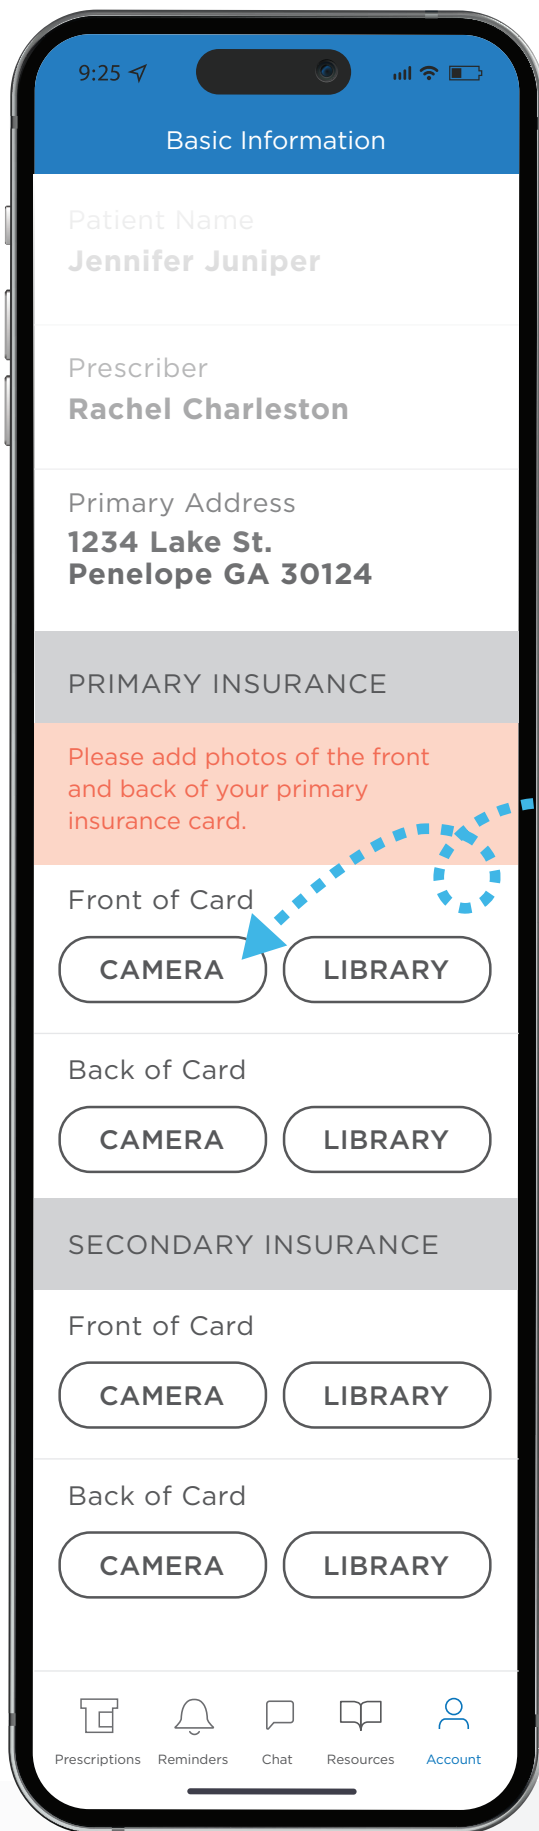 9:25
Basic Information
Patient Name
Jennifer Juniper
Prescriber
Rachel Charleston
Primary Address
1234 Lake St.
Penelope GA 30124
PRIMARY INSURANCE
Please add photos of the front
and back of your primary
insurance card.
Front of Card
CAMERA LIBRARY
Back of Card
CAMERA LIBRARY
SECONDARY INSURANCE
Front of Card
CAMERA LIBRARY
Back of Card
CAMERA LIBRARY
Prescriptions Reminders Chat Resources Account